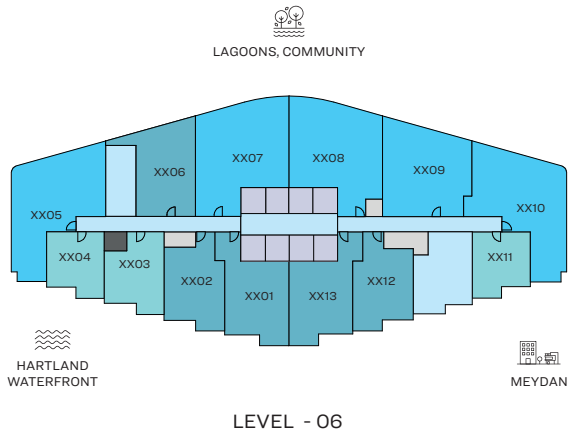 LAGOONS, COMMUNITY
XX07
XX08
XX06
XX09
XX05
XX10
XX04
XX03
XX11
XX02
XX12
XX01
XX13
HARTLAND
WATERFRONT
MEYDAN
LEVEL - 06